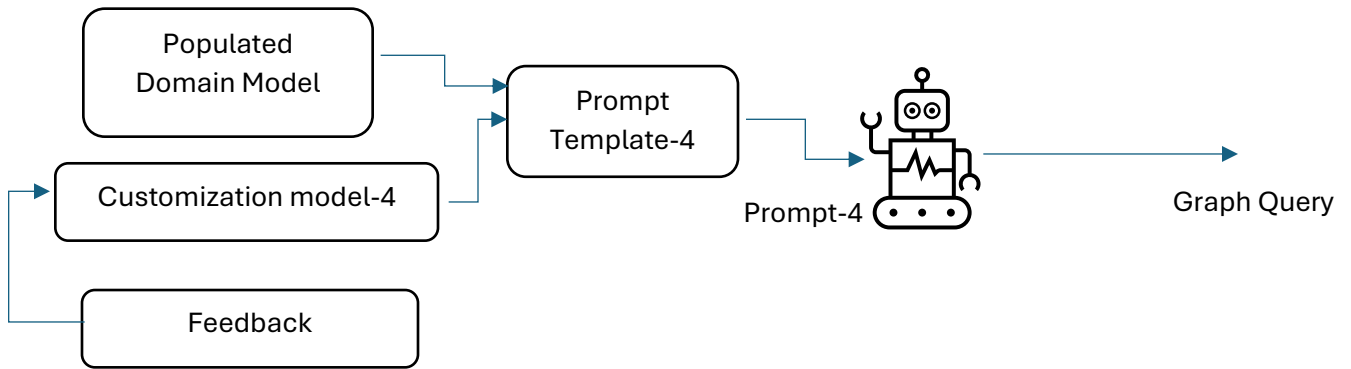 Populated
Domain Model
Prompt
Template-4
Customization model-4
Prompt-4
Graph Query
Feedback